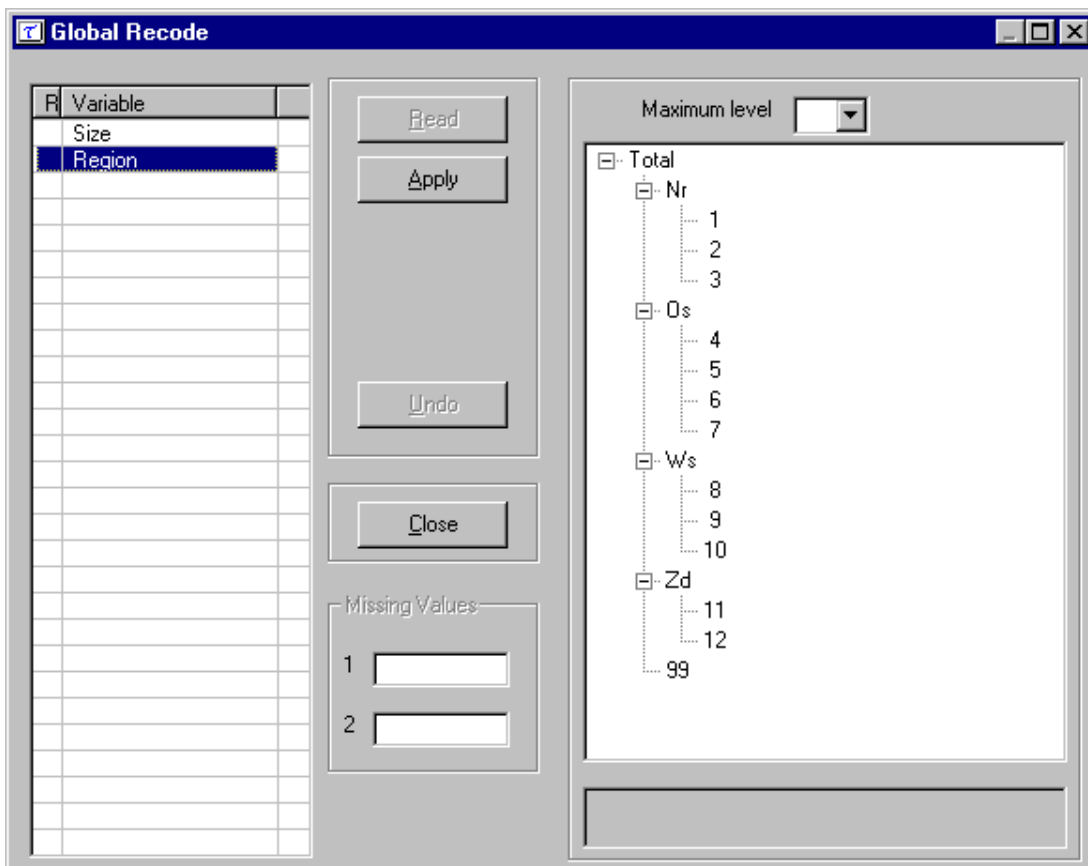 Global Recode
R Variable
Size
Region
Read
Apply
Undo
Close
Missing Values
1
2
Maximum level
Total
Nr
1
2
3
Os
4
5
6
7
Ws
8
9
10
Zd
11
12
99